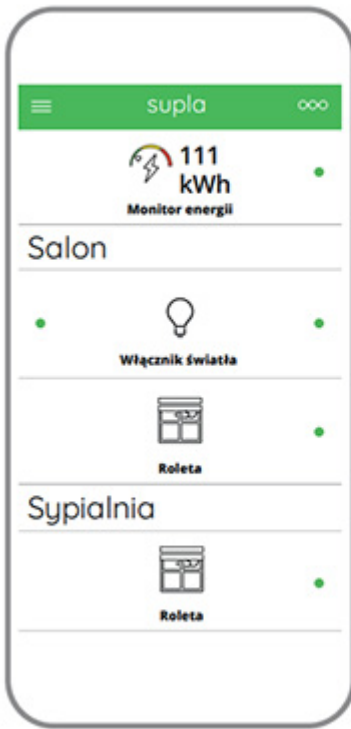 supla
111
kWh
Monitor energii
Salon
Włącznik światła
Roleta
Sypialnia
Roleta